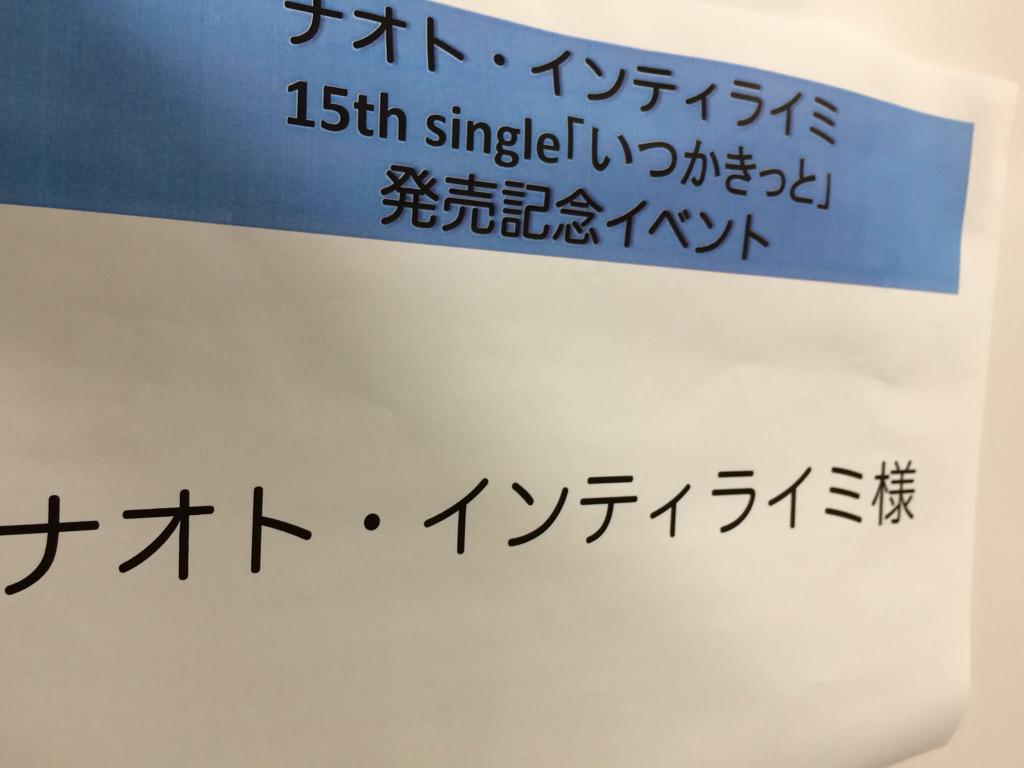 ナオト・インティライミ
15th single「いつかきっと」
発売記念イベント
ナオト・インティライミ様